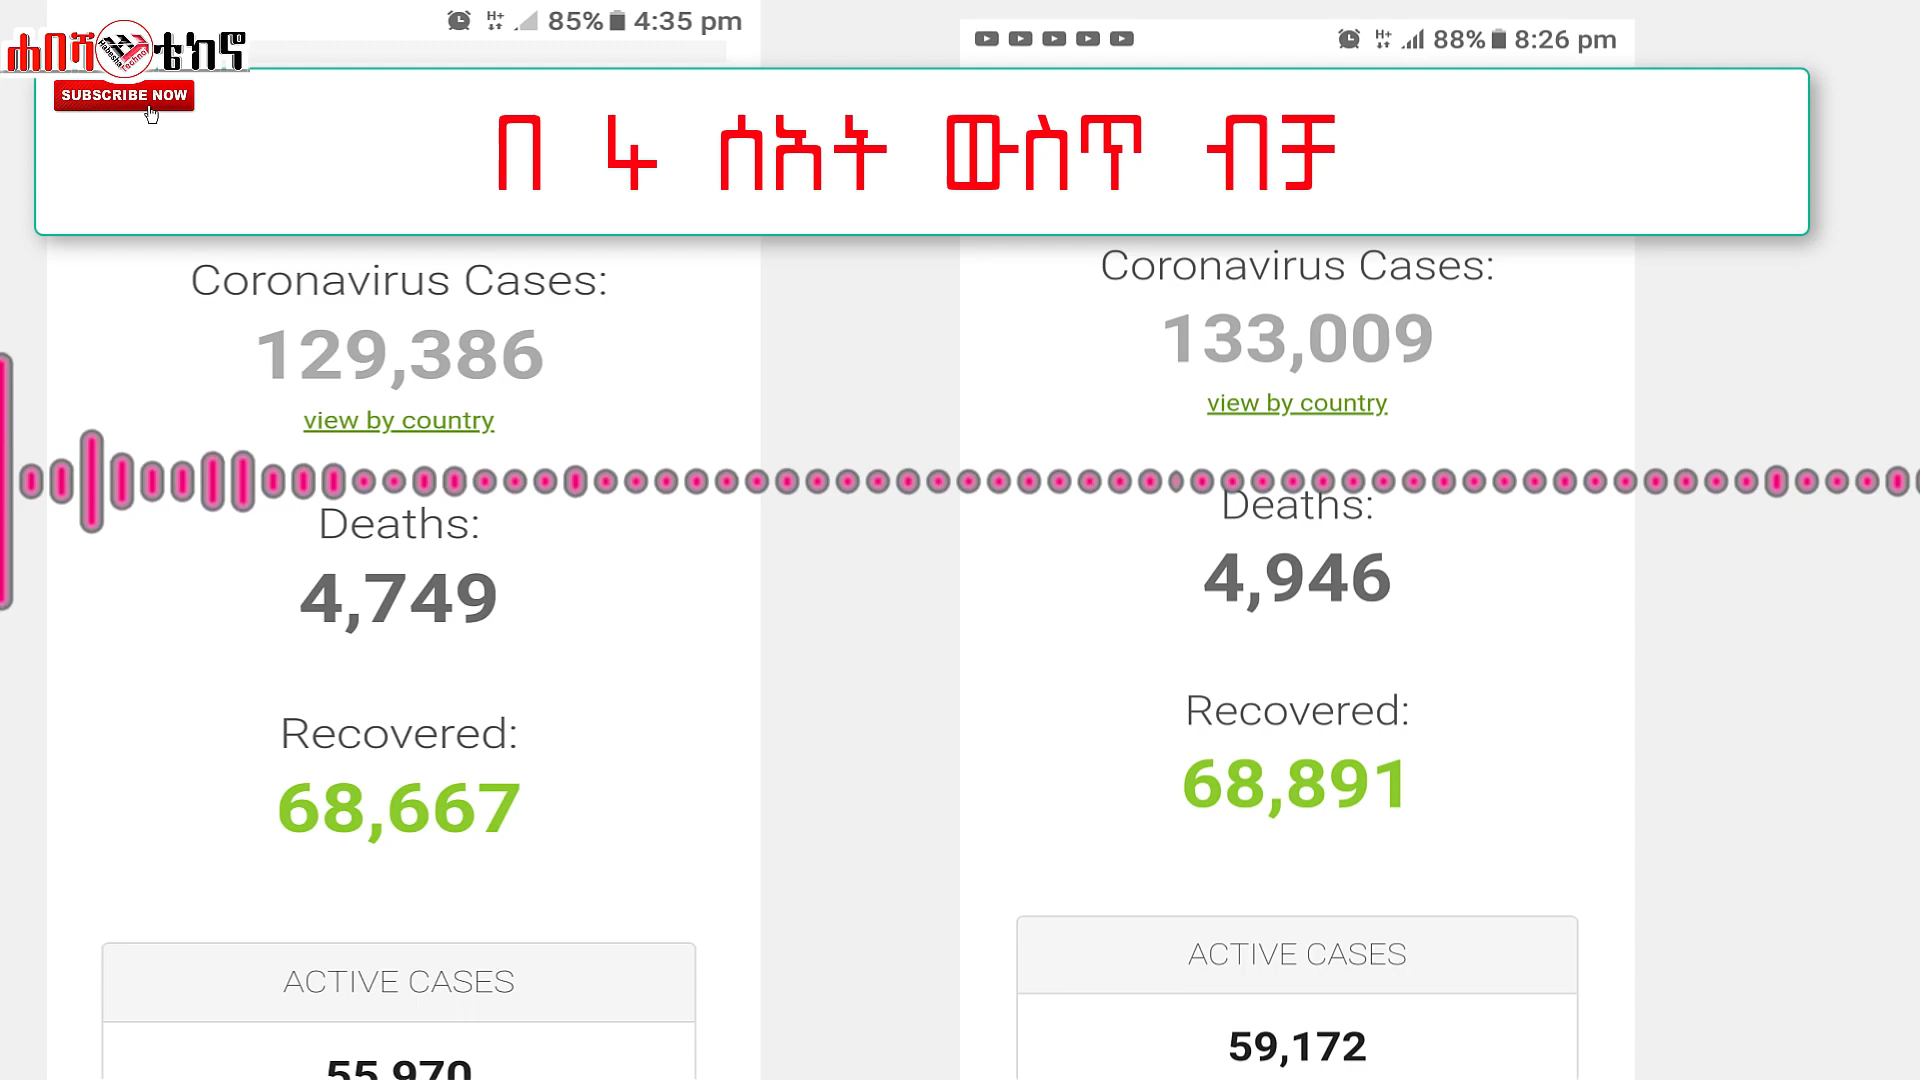 85% 4:35 pm
88% 8:26 pm
ሐበሻ ቴክኖ
SUBSCRIBE NOW
በ ፊ ሰአት ውስጥ ብቻ
Coronavirus Cases:
129,386
view by country
Deaths:
4,749
Recovered:
68,667
ACTIVE CASES
55,970
Coronavirus Cases:
133,009
view by country
Deaths:
4,946
Recovered:
68,891
ACTIVE CASES
59,172